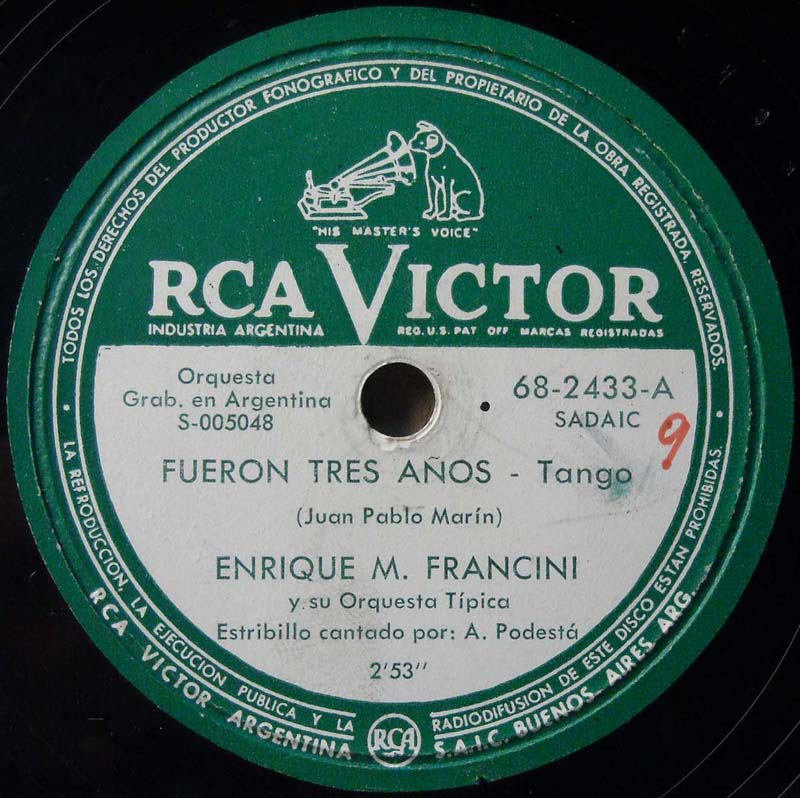 TODOS LOS DERECHOS DEL PRODUCTOR FONOGRAFICO Y DEL PROPIETARIO DE LA OBRA REGISTRADA RESERVADOS.
"HIS MASTER'S VOICE"
RCA VICTOR
INDUSTRIA ARGENTINA
REG. U.S. PAT OFF MARCAS REGISTRADAS
Orquesta
Grab. en Argentina
S-005048
68-2433-A
SADAIC
9
FUERON TRES AÑOS - Tango
(Juan Pablo Marín)
ENRIQUE M. FRANCINI
y su Orquesta Típica
Estribillo cantado por: A. Podestá
2'53''
LA REPRODUCCION, LA EJECUCION PUBLICA Y LA RADIODIFUSION DE ESTE DISCO ESTAN PROHIBIDAS.
RCA VICTOR ARGENTINA S.A.I.C. BUENOS AIRES ARG.
RCA